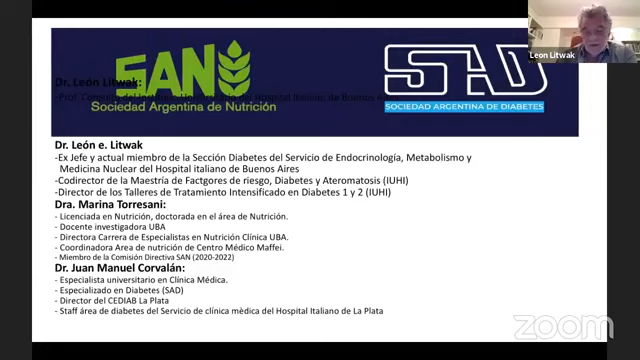 Leon Litwak
SAN
Dr. León Litwak:
Sociedad Argentina de Nutrición
SAD
SOCIEDAD ARGENTINA DE DIABETES
Dr. León e. Litwak
-Ex Jefe y actual miembro de la Sección Diabetes del Servicio de Endocrinología, Metabolismo y
Medicina Nuclear del Hospital italiano de Buenos Aires
-Codirector de la Maestría de Factgores de riesgo, Diabetes y Ateromatosis (IUHI)
-Director de los Talleres de Tratamiento Intensificado en Diabetes 1 y 2 (IUHI)
Dra. Marina Torresani:
- Licenciada en Nutrición, doctorada en el área de Nutrición.
- Docente investigadora UBA
- Directora Carrera de Especialistas en Nutrición Clínica UBA.
- Coordinadora Area de nutrición de Centro Médico Maffei.
- Miembro de la Comisión Directiva SAN (2020-2022)
Dr. Juan Manuel Corvalán:
- Especialista universitario en Clínica Médica.
- Especializado en Diabetes (SAD)
- Director del CEDIAB La Plata
- Staff área de diabetes del Servicio de clínica mèdica del Hospital Italiano de La Plata
zoom